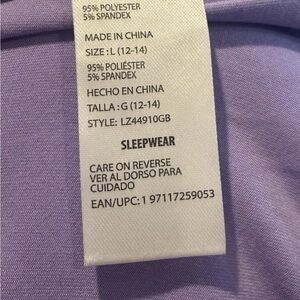 95% POLYESTER
5% SPANDEX
MADE IN CHINA
SIZE : L (12-14)
95% POLIÉSTER
5% SPANDEX
HECHO EN CHINA
TALLA : G (12-14)
STYLE: LZ44910GB
SLEEPWEAR
CARE ON REVERSE
VER AL DORSO PARA
CUIDADO
EAN/UPC: 1 97117259053